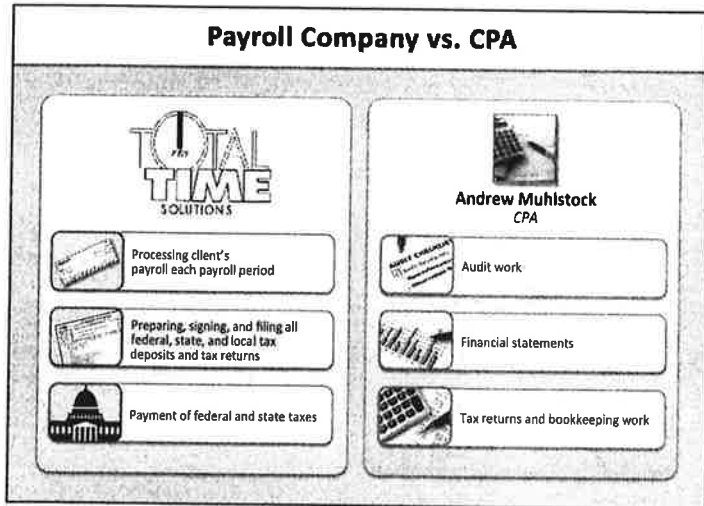 Payroll Company vs. CPA
TOTAL
TIME
SOLUTIONS
Processing client's
payroll each payroll period
Preparing, signing, and filing all
federal, state, and local tax
deposits and tax returns
Payment of federal and state taxes
Andrew Muhlstock
CPA
AUDIT CHECKLIST
Audit work
Financial statements
Tax returns and bookkeeping work